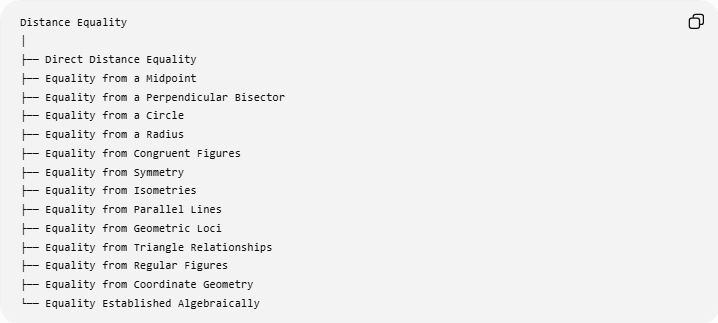 Distance Equality
│
├── Direct Distance Equality
├── Equality from a Midpoint
├── Equality from a Perpendicular Bisector
├── Equality from a Circle
├── Equality from a Radius
├── Equality from Congruent Figures
├── Equality from Symmetry
├── Equality from Isometries
├── Equality from Parallel Lines
├── Equality from Geometric Loci
├── Equality from Triangle Relationships
├── Equality from Regular Figures
├── Equality from Coordinate Geometry
└── Equality Established Algebraically